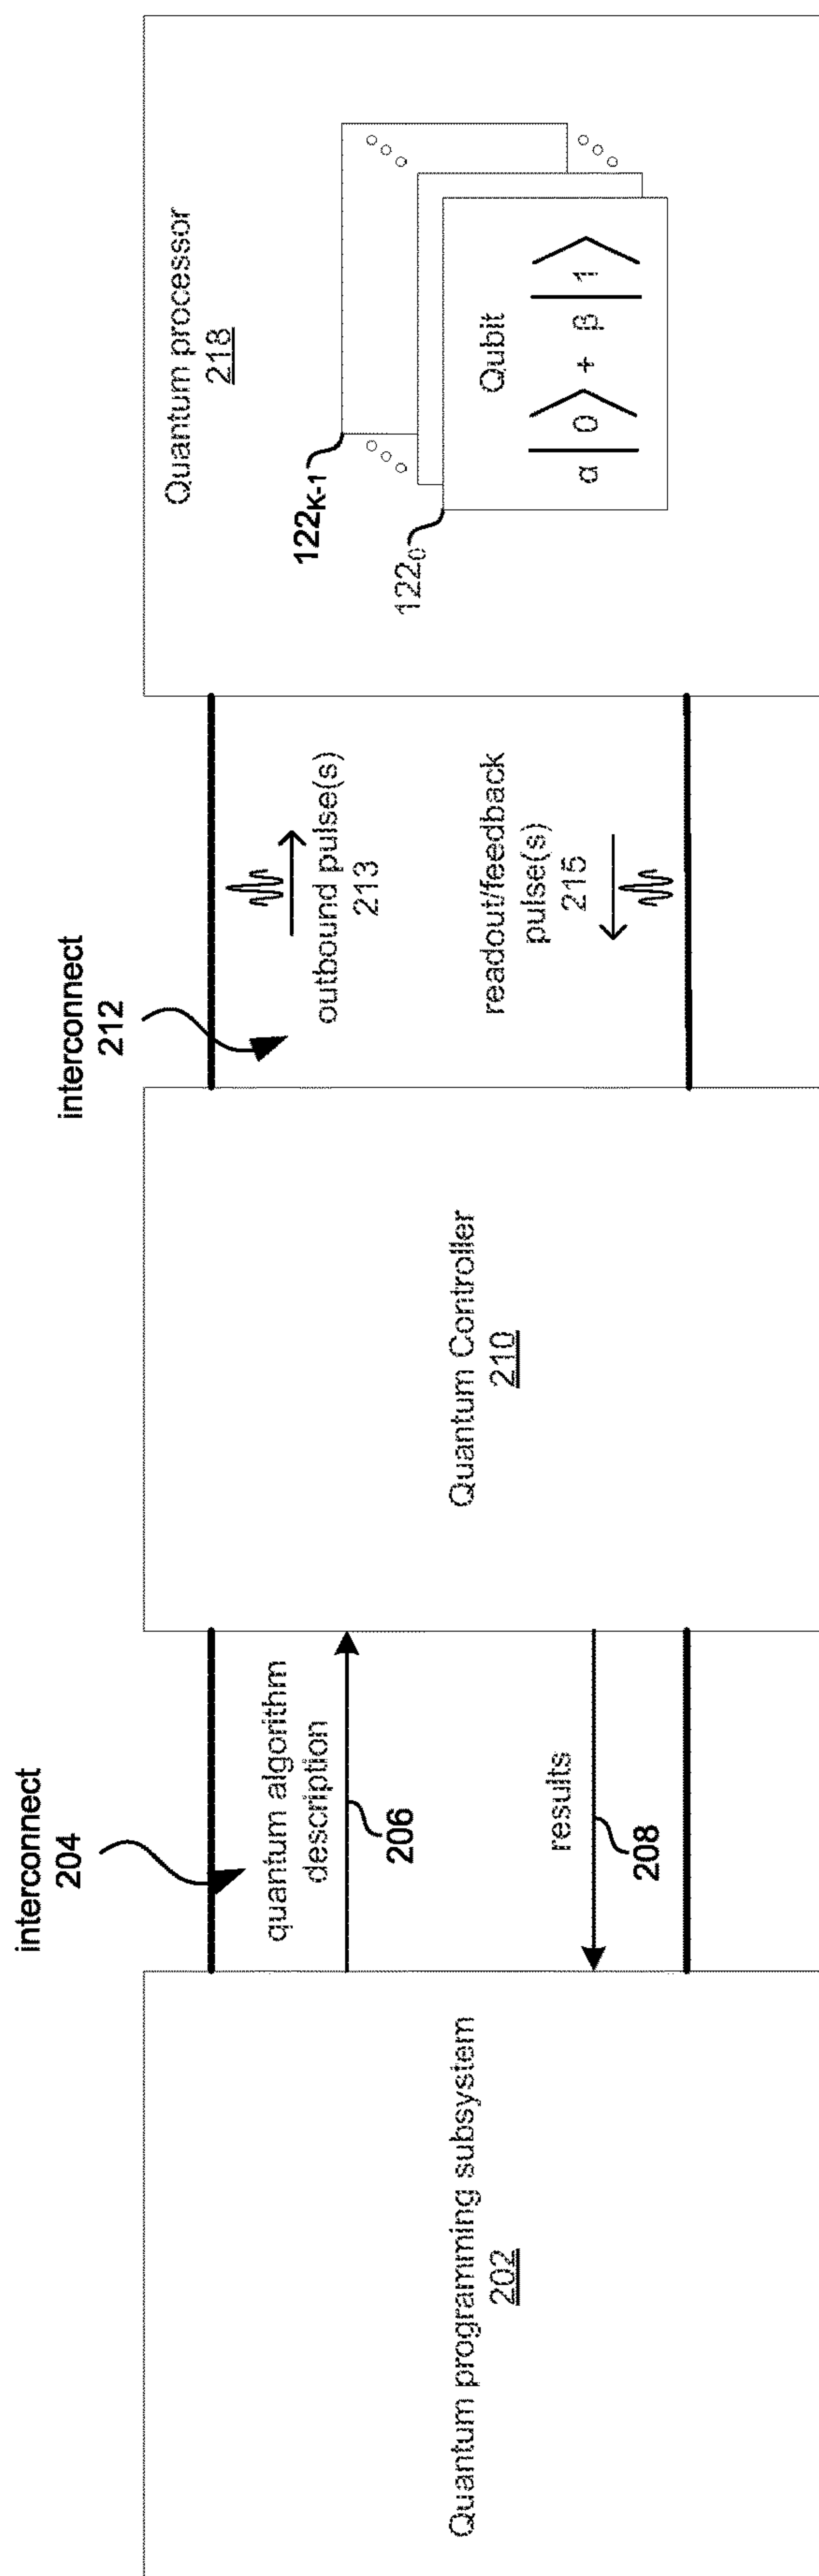 interconnect
204
interconnect
212
Quantum programming subsystem
202
quantum algorithm
description
206
results
208
Quantum Controller
210
outbound pulse(s)
213
readout/feedback
pulse(s)
215
Quantum processor
218
122K-1
1220
Qubit
α|0⟩ + β|1⟩